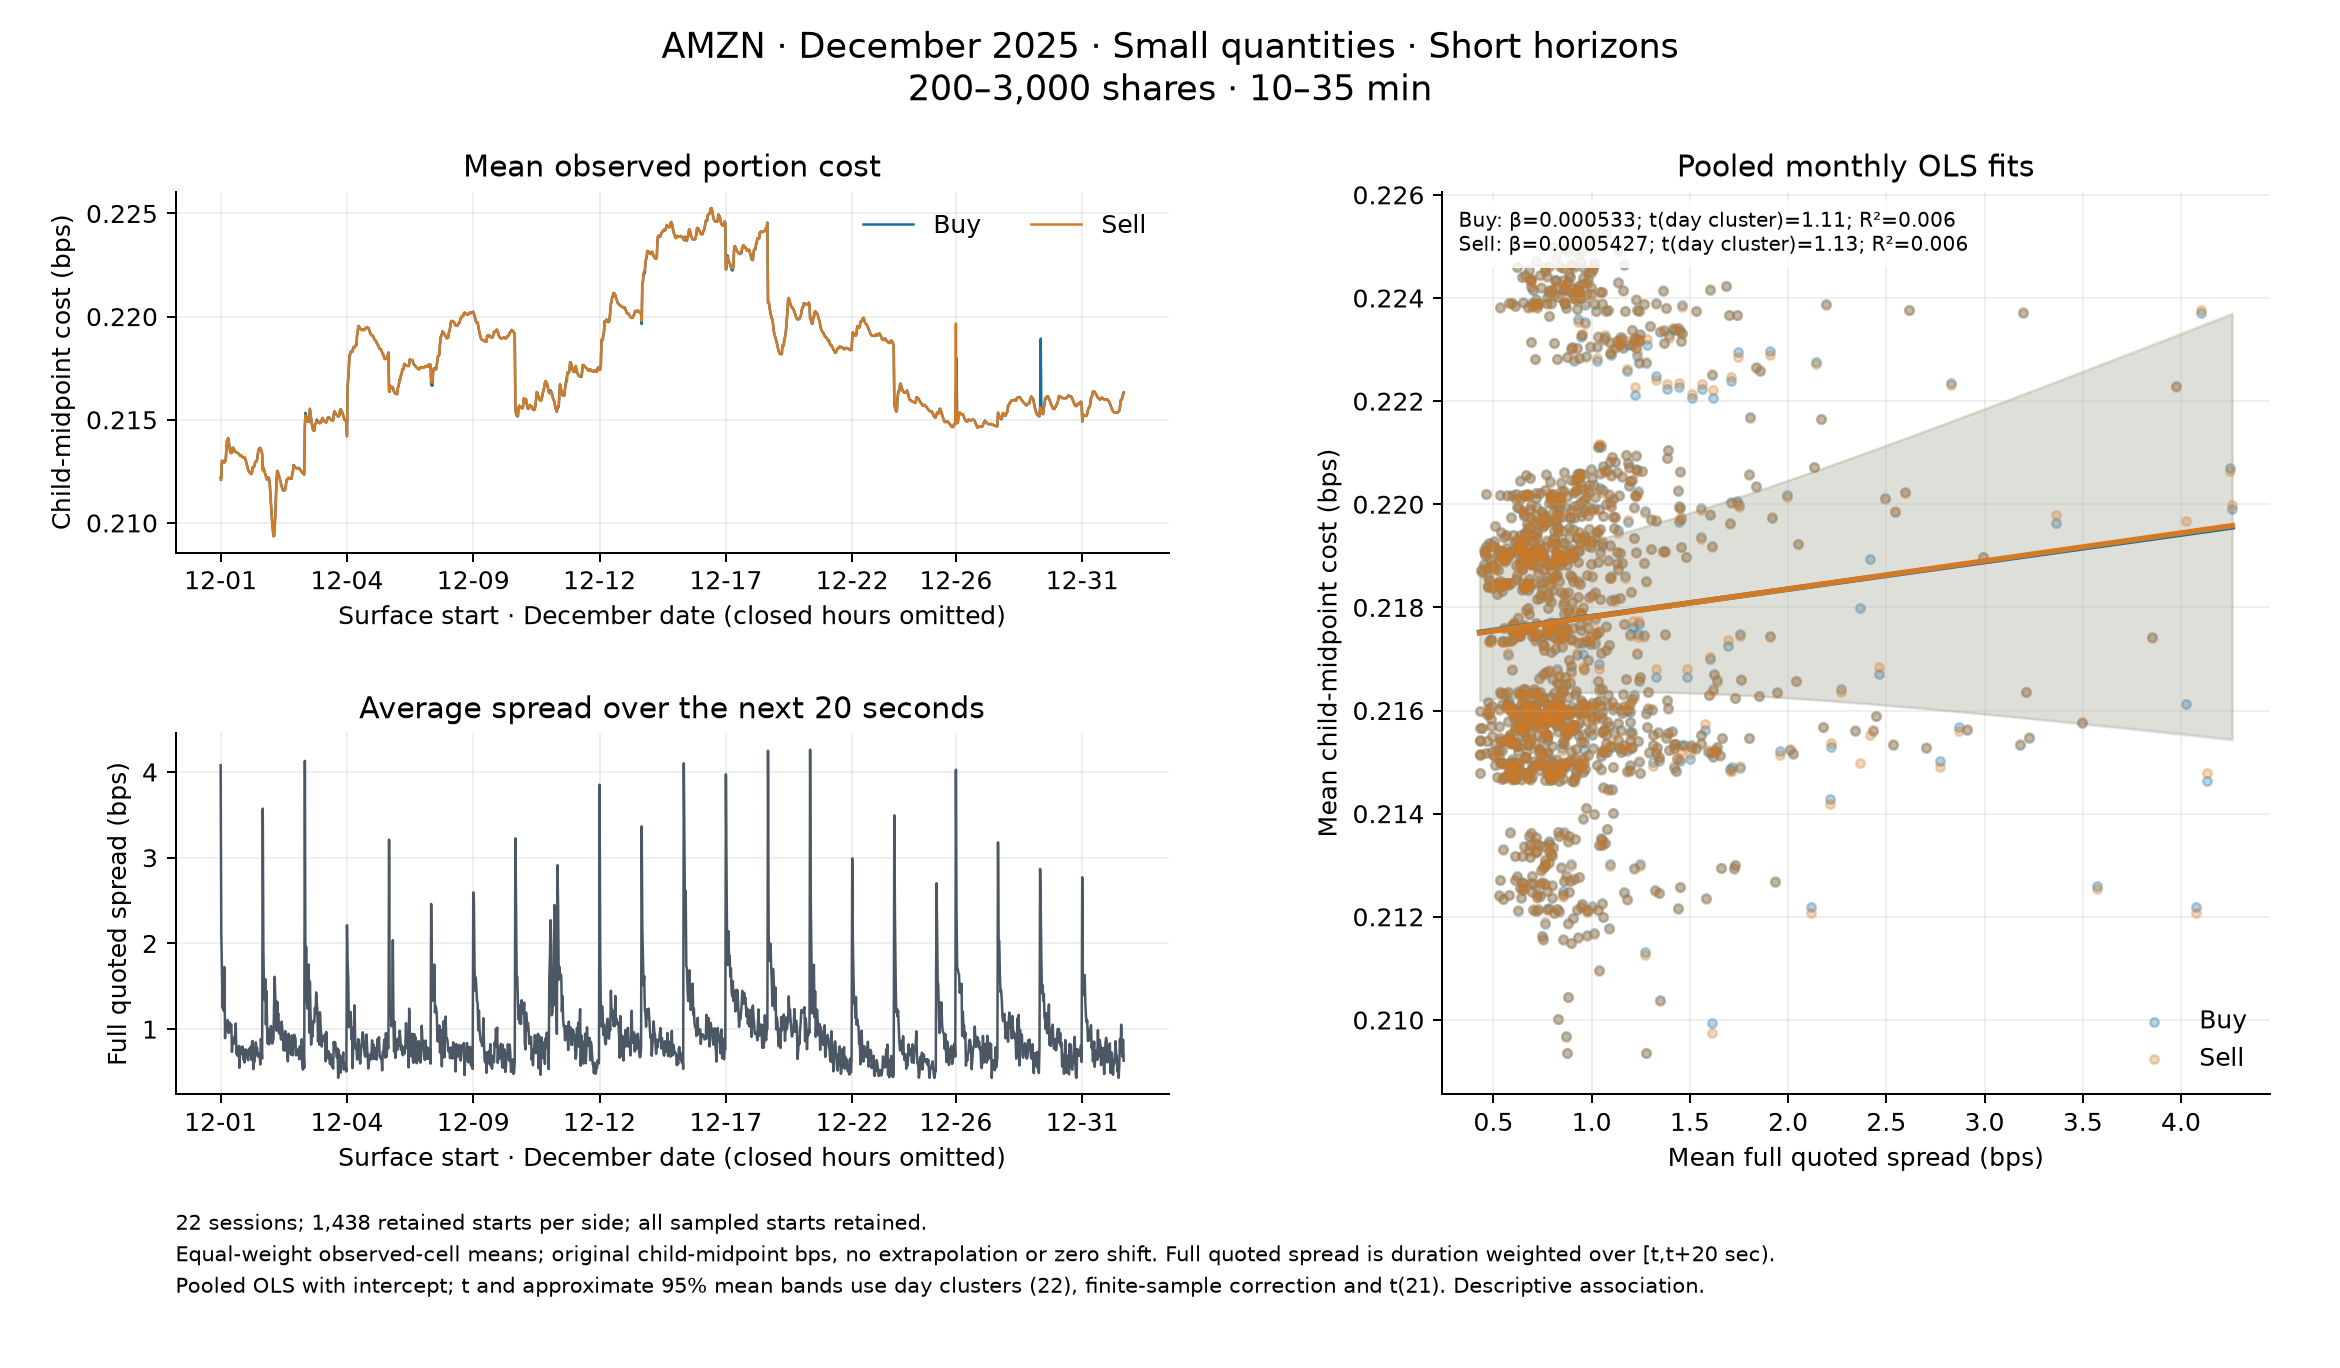 AMZN · December 2025 · Small quantities · Short horizons
200–3,000 shares · 10–35 min
Mean observed portion cost
Child-midpoint cost (bps)
0.225
0.220
0.215
0.210
Buy
Sell
12-01
12-04
12-09
12-12
12-17
12-22
12-26
12-31
Surface start · December date (closed hours omitted)
Average spread over the next 20 seconds
Full quoted spread (bps)
4
3
2
1
12-01
12-04
12-09
12-12
12-17
12-22
12-26
12-31
Surface start · December date (closed hours omitted)
Pooled monthly OLS fits
Mean child-midpoint cost (bps)
0.226
0.224
0.222
0.220
0.218
0.216
0.214
0.212
0.210
Buy: β=0.000533; t(day cluster)=1.11; R²=0.006
Sell: β=0.0005427; t(day cluster)=1.13; R²=0.006
Buy
Sell
0.5
1.0
1.5
2.0
2.5
3.0
3.5
4.0
Mean full quoted spread (bps)
22 sessions; 1,438 retained starts per side; all sampled starts retained.
Equal-weight observed-cell means; original child-midpoint bps, no extrapolation or zero shift. Full quoted spread is duration weighted over [t,t+20 sec).
Pooled OLS with intercept; t and approximate 95% mean bands use day clusters (22), finite-sample correction and t(21). Descriptive association.